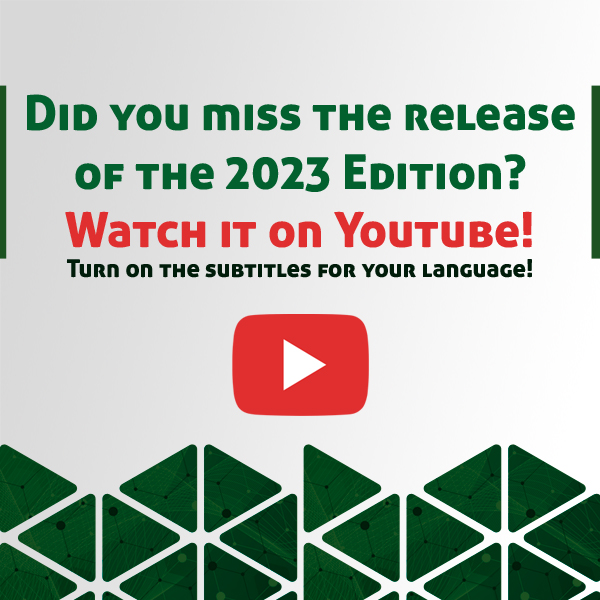 Did you miss the release
of the 2023 Edition?
Watch it on Youtube!
Turn on the subtitles for your language!